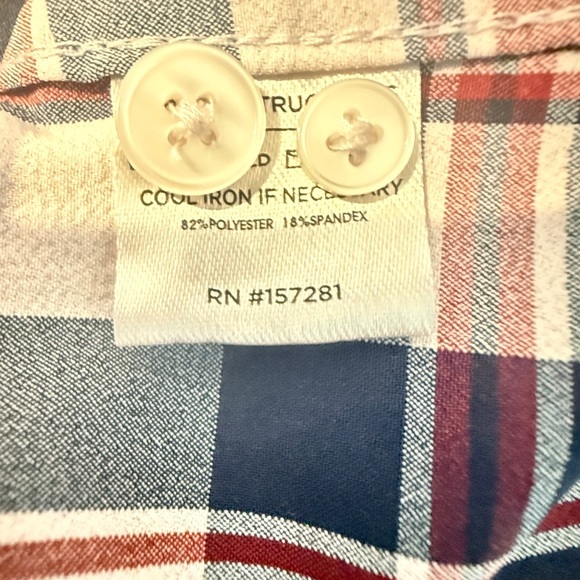 COOL IRON IF NECESSARY
82%POLYESTER 18%SPANDEX
RN #157281